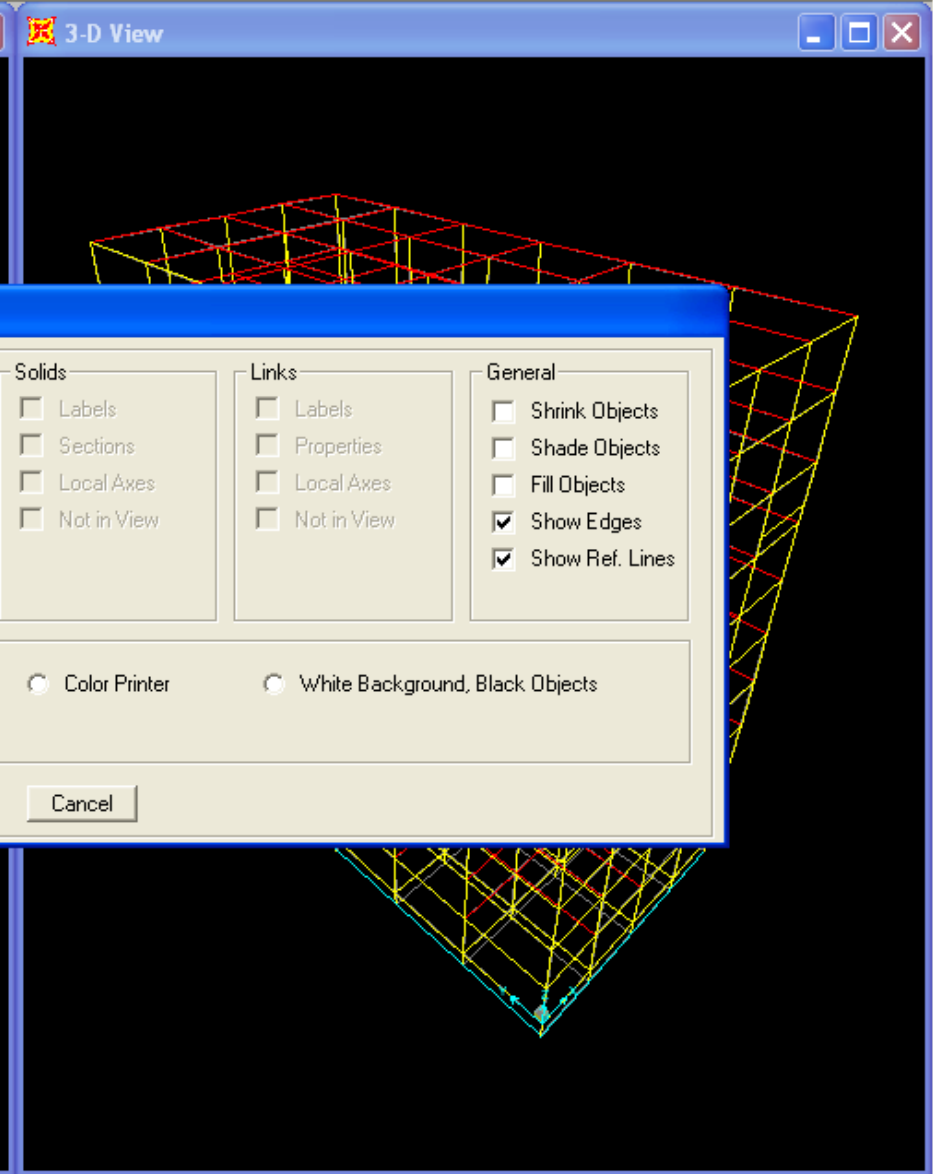 3-D View
Solids
Labels
Sections
Local Axes
Not in View
Links
Labels
Properties
Local Axes
Not in View
General
Shrink Objects
Shade Objects
Fill Objects
Show Edges
Show Ref. Lines
Color Printer
White Background, Black Objects
Cancel